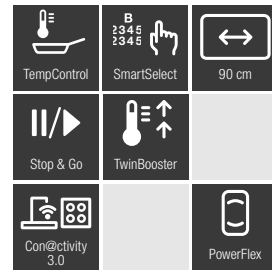 TempControl
B
2345
2345
SmartSelect
90 cm
Stop & Go
TwinBooster
Con@ctivity
3.0
PowerFlex